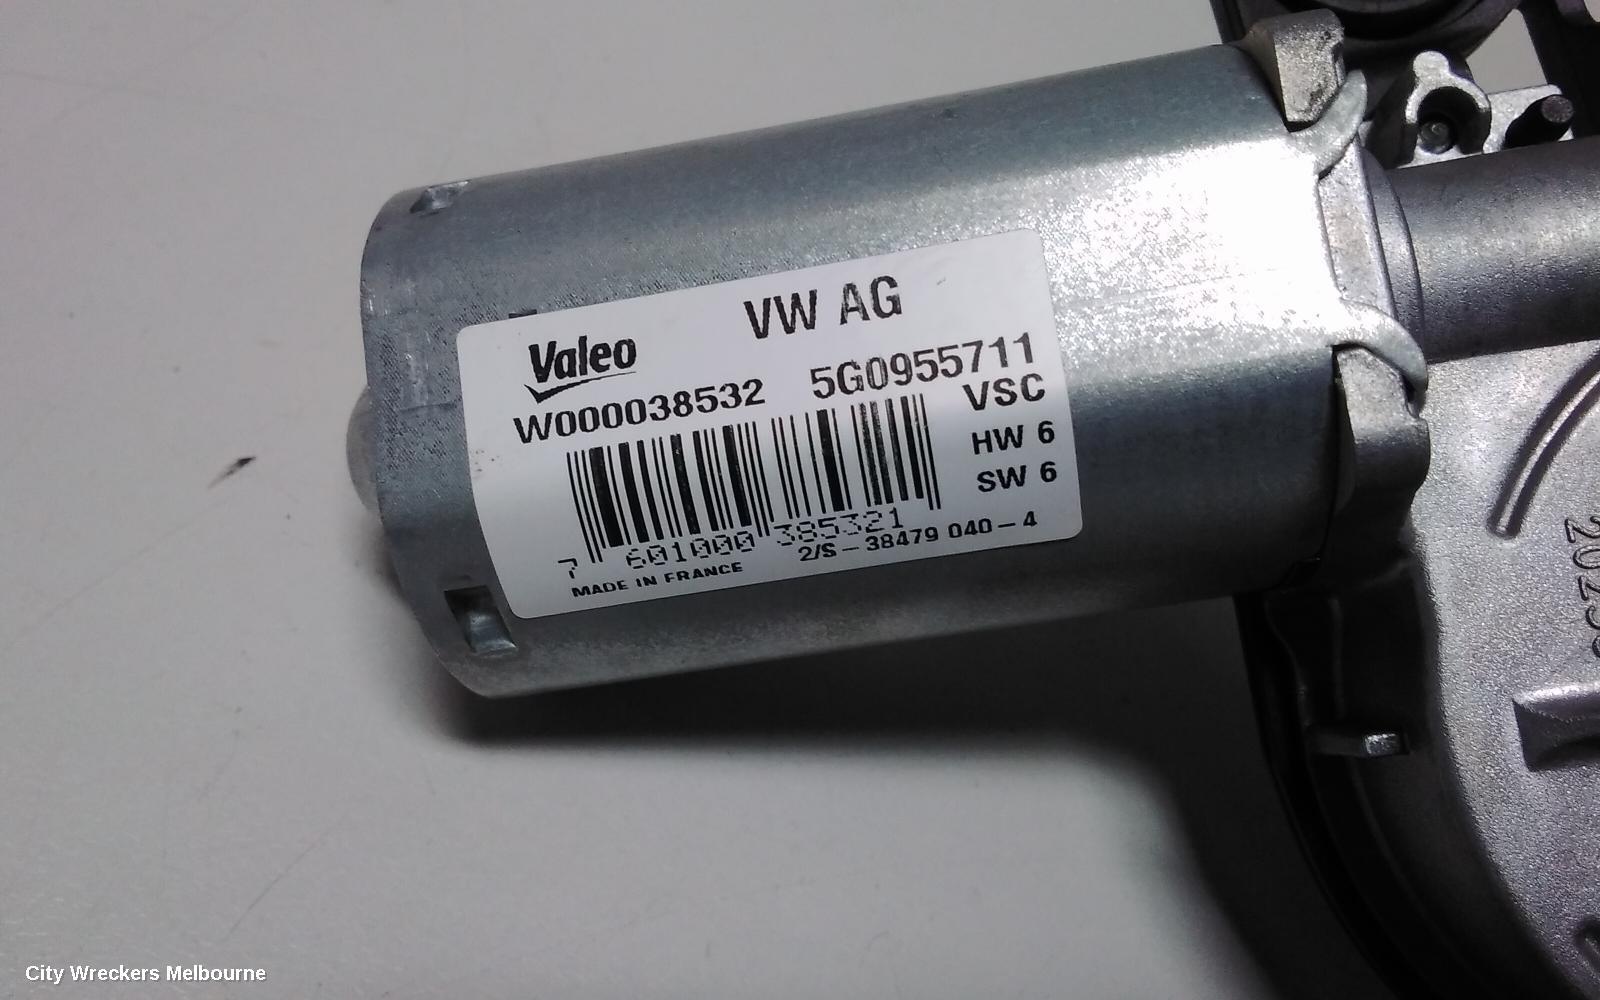 VW AG
Valeo
W000038532 5G0955711
VSC
HW 6
SW 6
7 601000 385321
2/S - 38479 040 - 4
MADE IN FRANCE
City Wreckers Melbourne